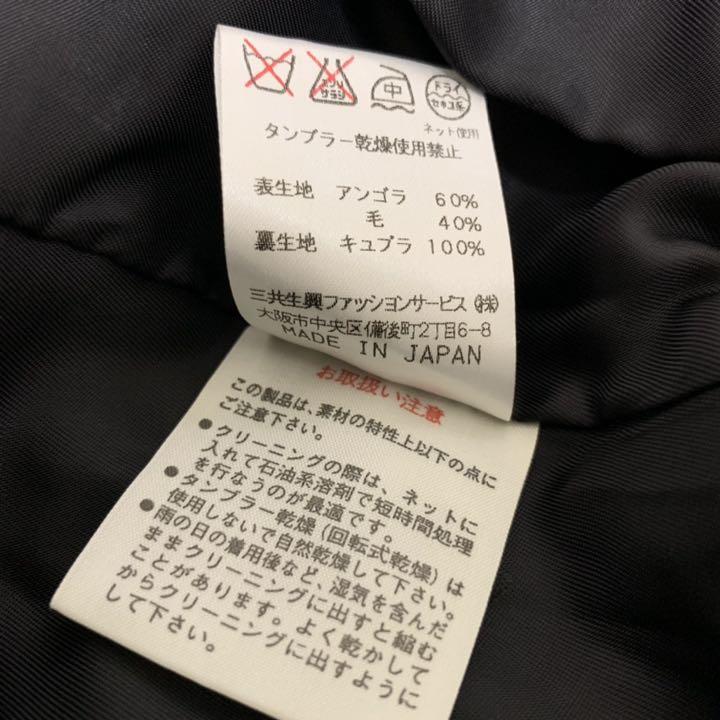 エンソ
サラシ
中
ドライ
セキユ系
ネット使用
タンブラー乾燥使用禁止
表生地 アンゴラ 60%
毛 40%
裏生地 キュプラ 100%
三共生興ファッションサービス(株)
大阪市中央区備後町2丁目6-8
MADE IN JAPAN
お取扱い注意
この製品は、素材の特性上以下の点に
ご注意下さい。
●クリーニングの際は、ネットに
入れて石油系溶剤で短時間処理
を行なうのが最適です。
●タンブラー乾燥(回転式乾燥)は
使用しないで自然乾燥して下さい。
●雨の日の着用後など、湿気を含んだ
ままクリーニングに出すと縮む
ことがあります。よく乾かして
からクリーニングに出すように
して下さい。